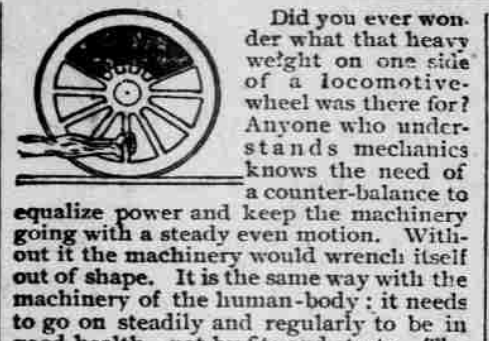 Did you ever won-
der what that heavy
weight on one side
of a locomotive-
wheel was there for?
Anyone who under-
stands mechanics
knows the need of
a counter-balance to
equalize power and keep the machinery
going with a steady even motion. With-
out it the machinery would wrench itself
out of shape. It is the same way with the
machinery of the human-body; it needs
to go on steadily and regularly to be in
good health